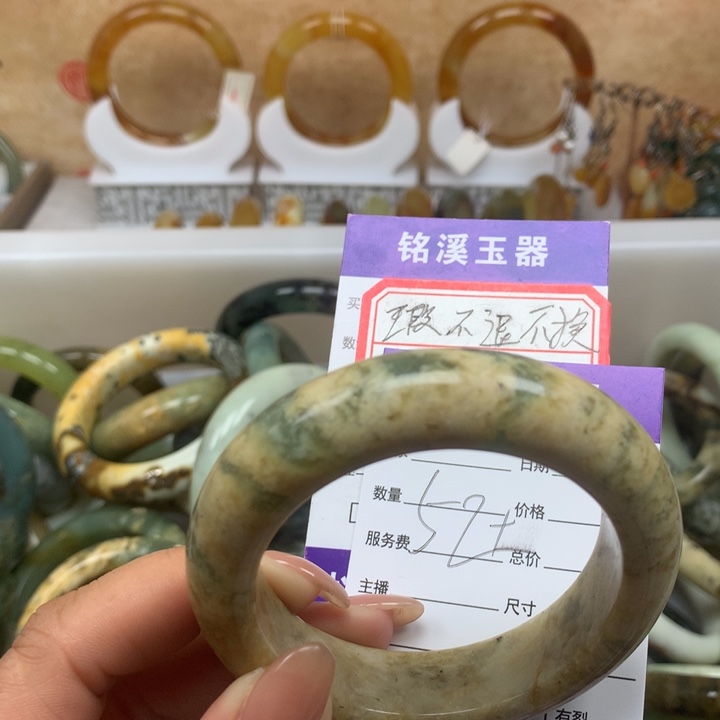 铭溪玉器
买
数
瑕不退不换
日期
数量
价格
52+
服务费
总价
主播
尺寸
有裂